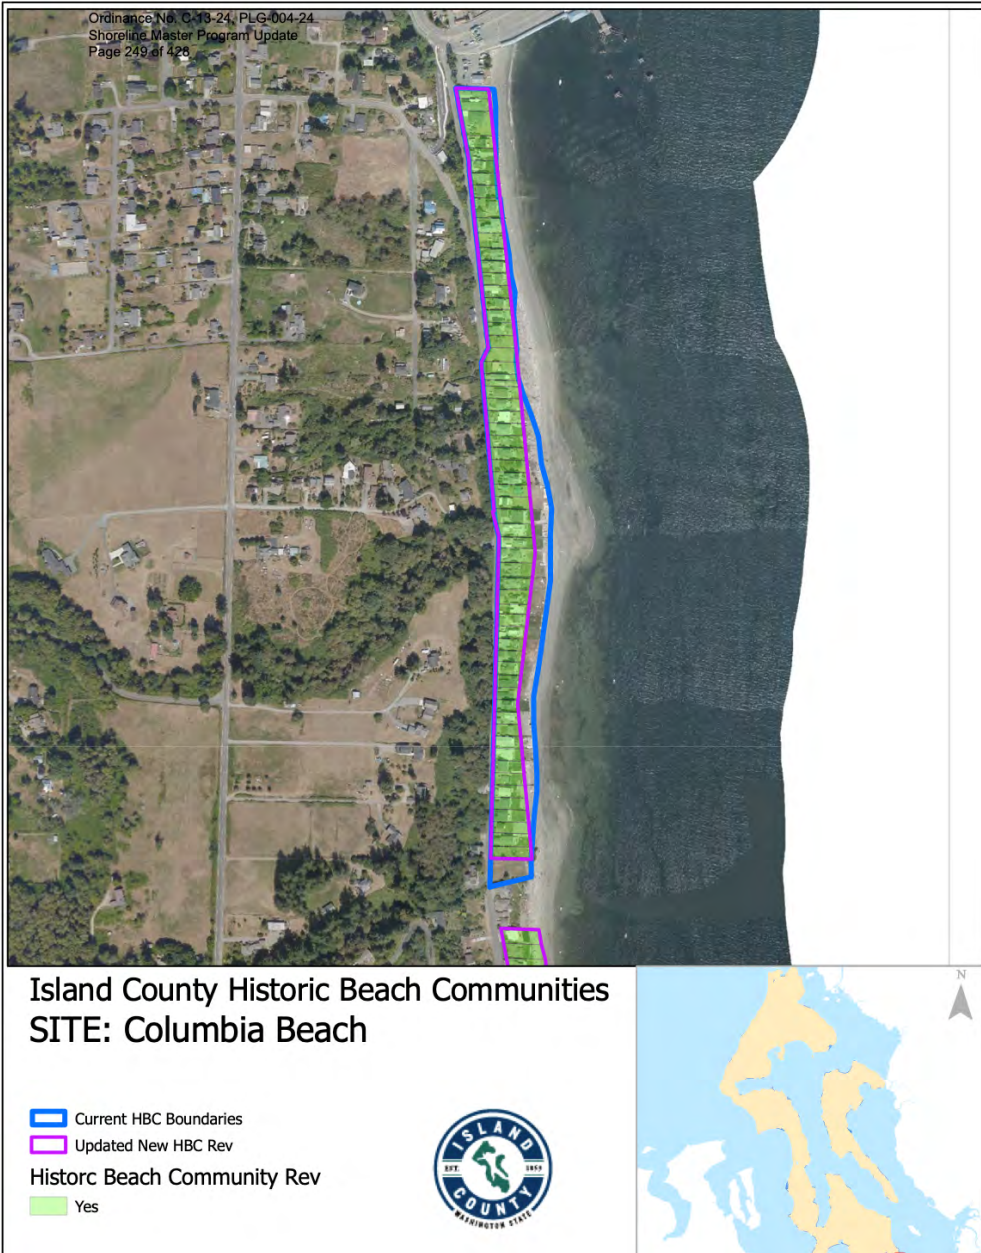 Ordinance No. C-13-24, PLG-004-24
Shoreline Master Program Update
Page 249 of 428
Island County Historic Beach Communities
SITE: Columbia Beach
Current HBC Boundaries
Updated New HBC Rev
Historc Beach Community Rev
Yes
ISLAND
EST. 1853
COUNTY
WASHINGTON STATE
N